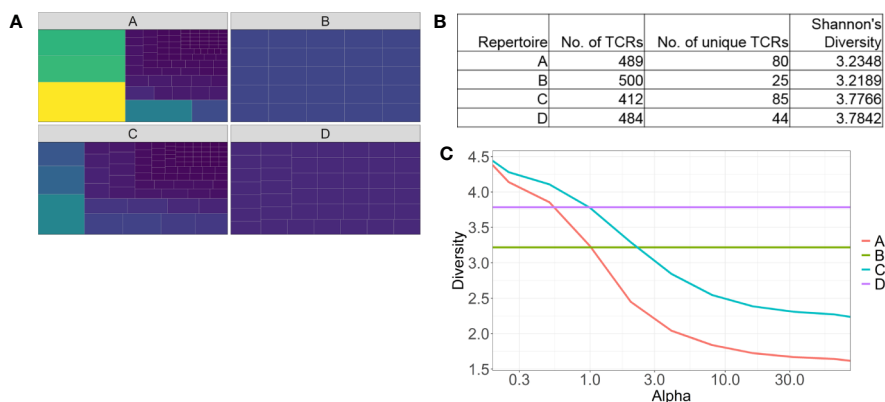 A
A
B
C
D
B
Repertoire No. of TCRs No. of unique TCRs Shannon's Diversity
A 489 80 3.2348
B 500 25 3.2189
C 412 85 3.7766
D 484 44 3.7842
C
4.5
4.0
3.5
3.0
2.5
2.0
1.5
Diversity
0.3 1.0 3.0 10.0 30.0
Alpha
A
B
C
D